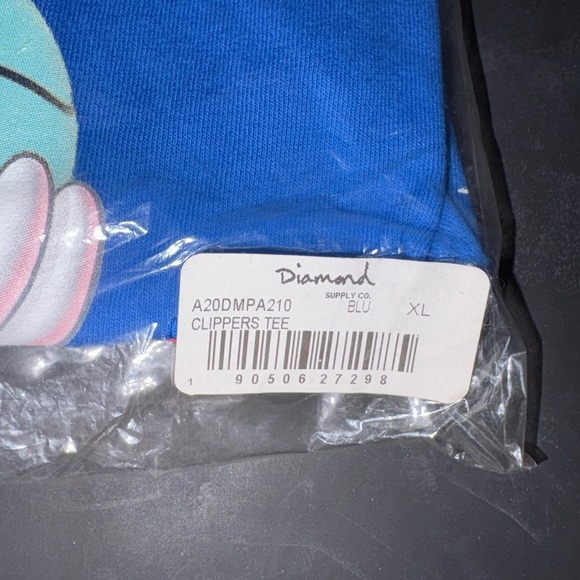 Diamond
SUPPLY CO.
A20DMPA210 BLU XL
CLIPPERS TEE
1 90506 27298